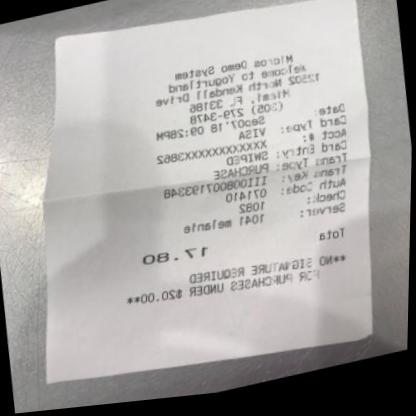 Micros Demo System
Welcome to Yogurtland
12502 North Kendall Drive
Miami, FL 33186
(305) 279-3478
Date: Sep07'18 09:28PM
Card Type: VISA
Acct #: XXXXXXXXXXXX3862
Card Entry: SWIPED
Trans Type: PURCHASE
Trans Key: 
Auth Code: 071410
Check: 1082
Server: 1041 melanie
Tota 17.80
**NO SIGNATURE REQUIRED
FOR PURCHASES UNDER $20.00**